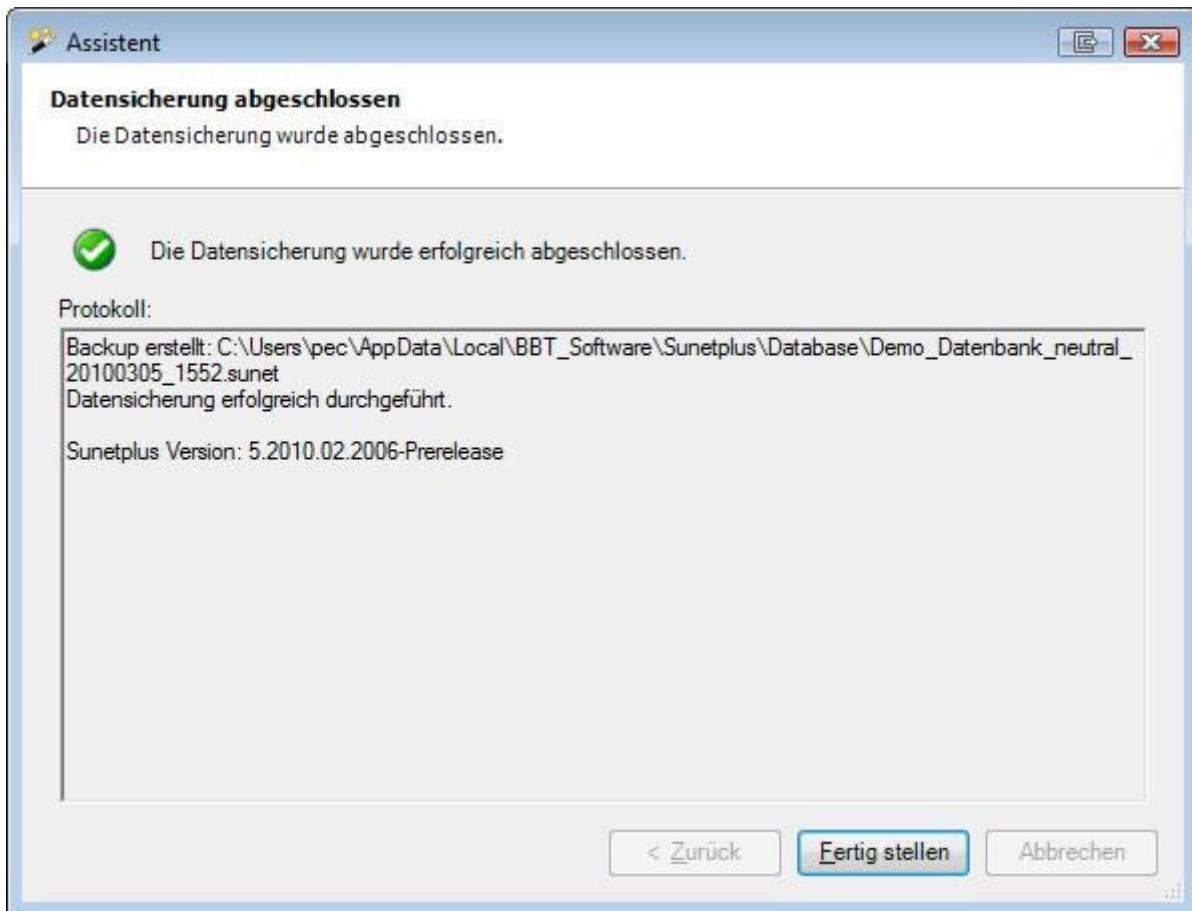 Assistent
Datensicherung abgeschlossen
Die Datensicherung wurde abgeschlossen.
Die Datensicherung wurde erfolgreich abgeschlossen.
Protokoll:
Backup erstellt: C:\Users\pec\AppData\Local\BBT_Software\Sunetplus\Database\Demo_Datenbank_neutral_
20100305_1552.sunet
Datensicherung erfolgreich durchgeführt.
Sunetplus Version: 5.2010.02.2006-Prerelease
< Zurück
Fertig stellen
Abbrechen